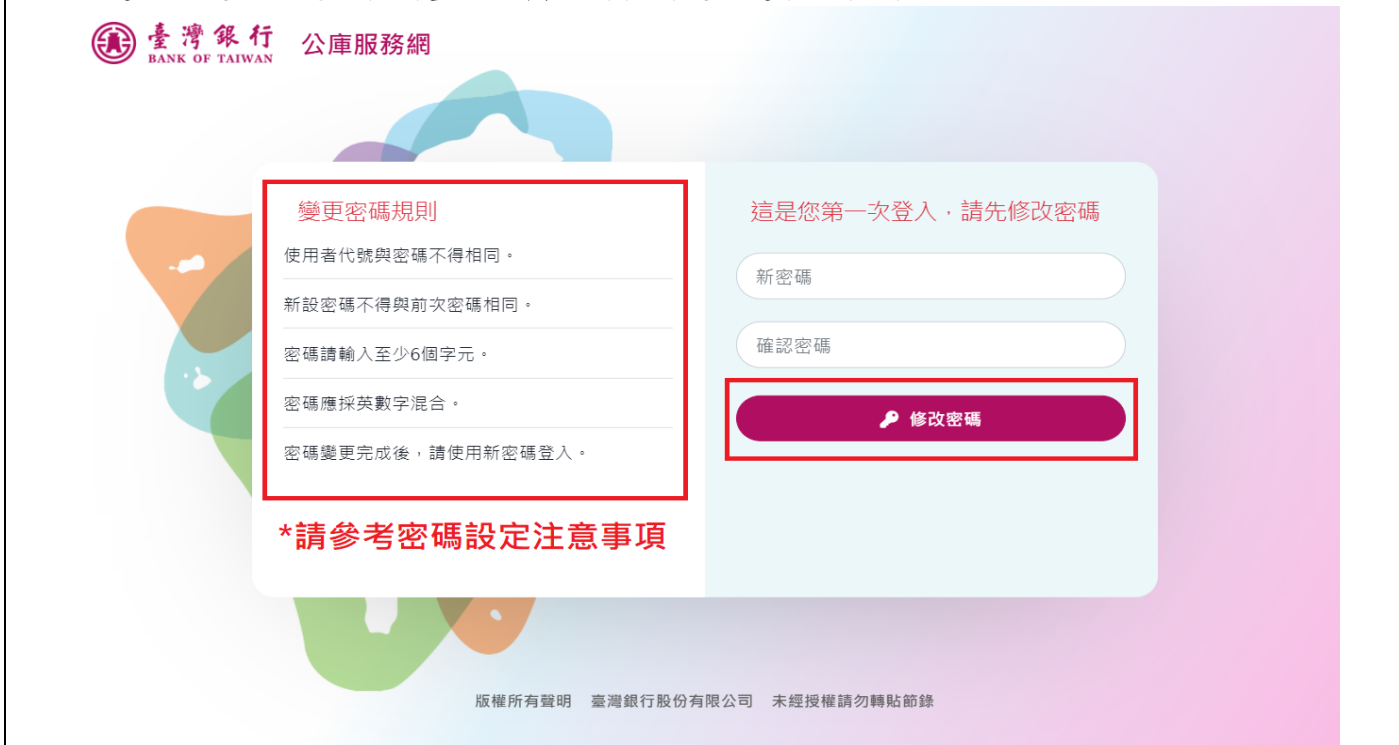 臺灣銀行 公庫服務網
BANK OF TAIWAN
變更密碼規則
使用者代號與密碼不得相同。
新設密碼不得與前次密碼相同。
密碼請輸入至少6個字元。
密碼應採英數字混合。
密碼變更完成後，請使用新密碼登入。
*請參考密碼設定注意事項
這是您第一次登入，請先修改密碼
新密碼
確認密碼
修改密碼
版權所有聲明 臺灣銀行股份有限公司 未經授權請勿轉貼節錄